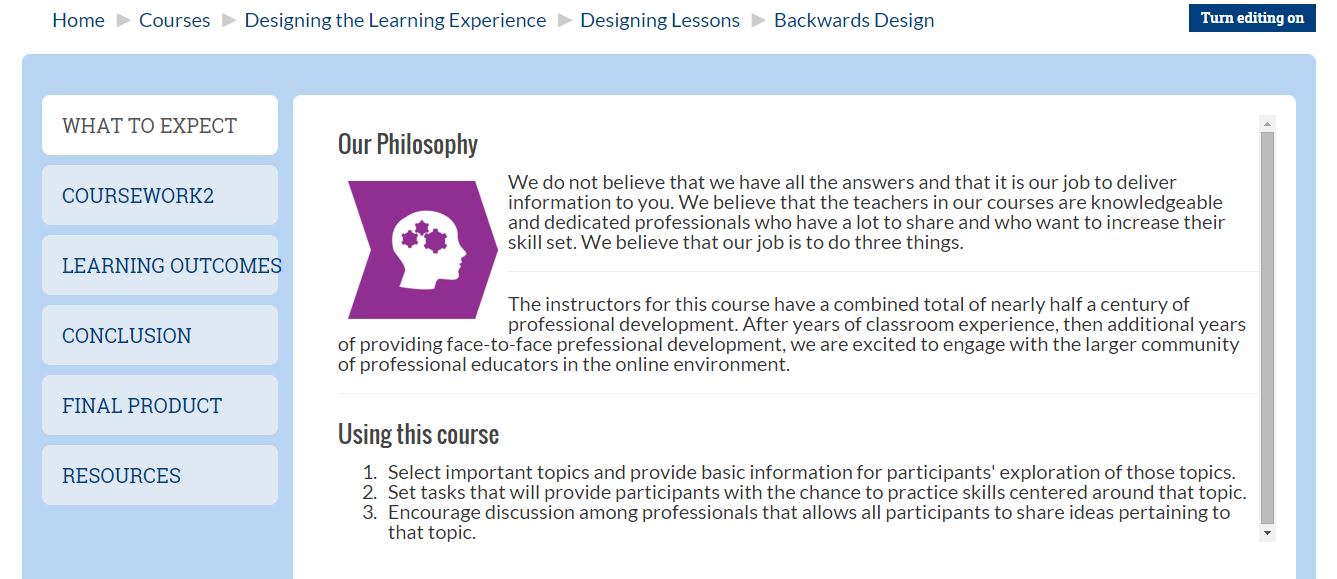 Home ▶ Courses ▶ Designing the Learning Experience ▶ Designing Lessons ▶ Backwards Design
Turn editing on
WHAT TO EXPECT
COURSEWORK2
LEARNING OUTCOMES
CONCLUSION
FINAL PRODUCT
RESOURCES
Our Philosophy
We do not believe that we have all the answers and that it is our job to deliver
information to you. We believe that the teachers in our courses are knowledgeable
and dedicated professionals who have a lot to share and who want to increase their
skill set. We believe that our job is to do three things.
The instructors for this course have a combined total of nearly half a century of
professional development. After years of classroom experience, then additional years
of providing face-to-face prefessional development, we are excited to engage with the larger community
of professional educators in the online environment.
Using this course
1. Select important topics and provide basic information for participants' exploration of those topics.
2. Set tasks that will provide participants with the chance to practice skills centered around that topic.
3. Encourage discussion among professionals that allows all participants to share ideas pertaining to
that topic.